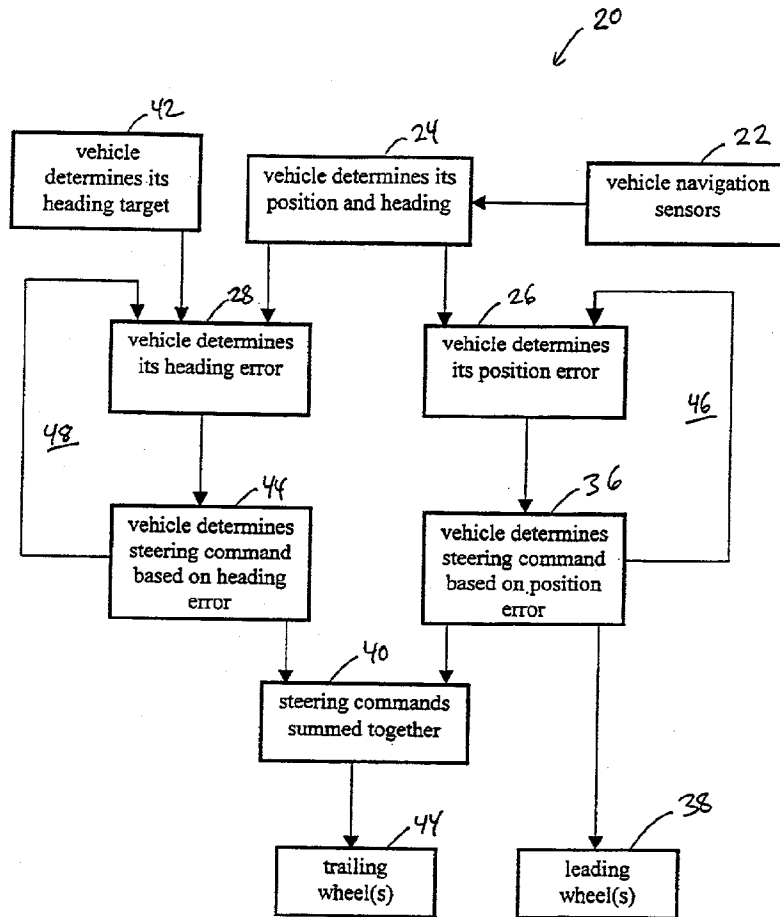 20
42
vehicle
determines its
heading target
24
vehicle determines its
position and heading
22
vehicle navigation
sensors
28
vehicle determines
its heading error
26
vehicle determines
its position error
48
46
44
vehicle determines
steering command
based on heading
error
36
vehicle determines
steering command
based on position
error
40
steering commands
summed together
44
trailing
wheel(s)
38
leading
wheel(s)